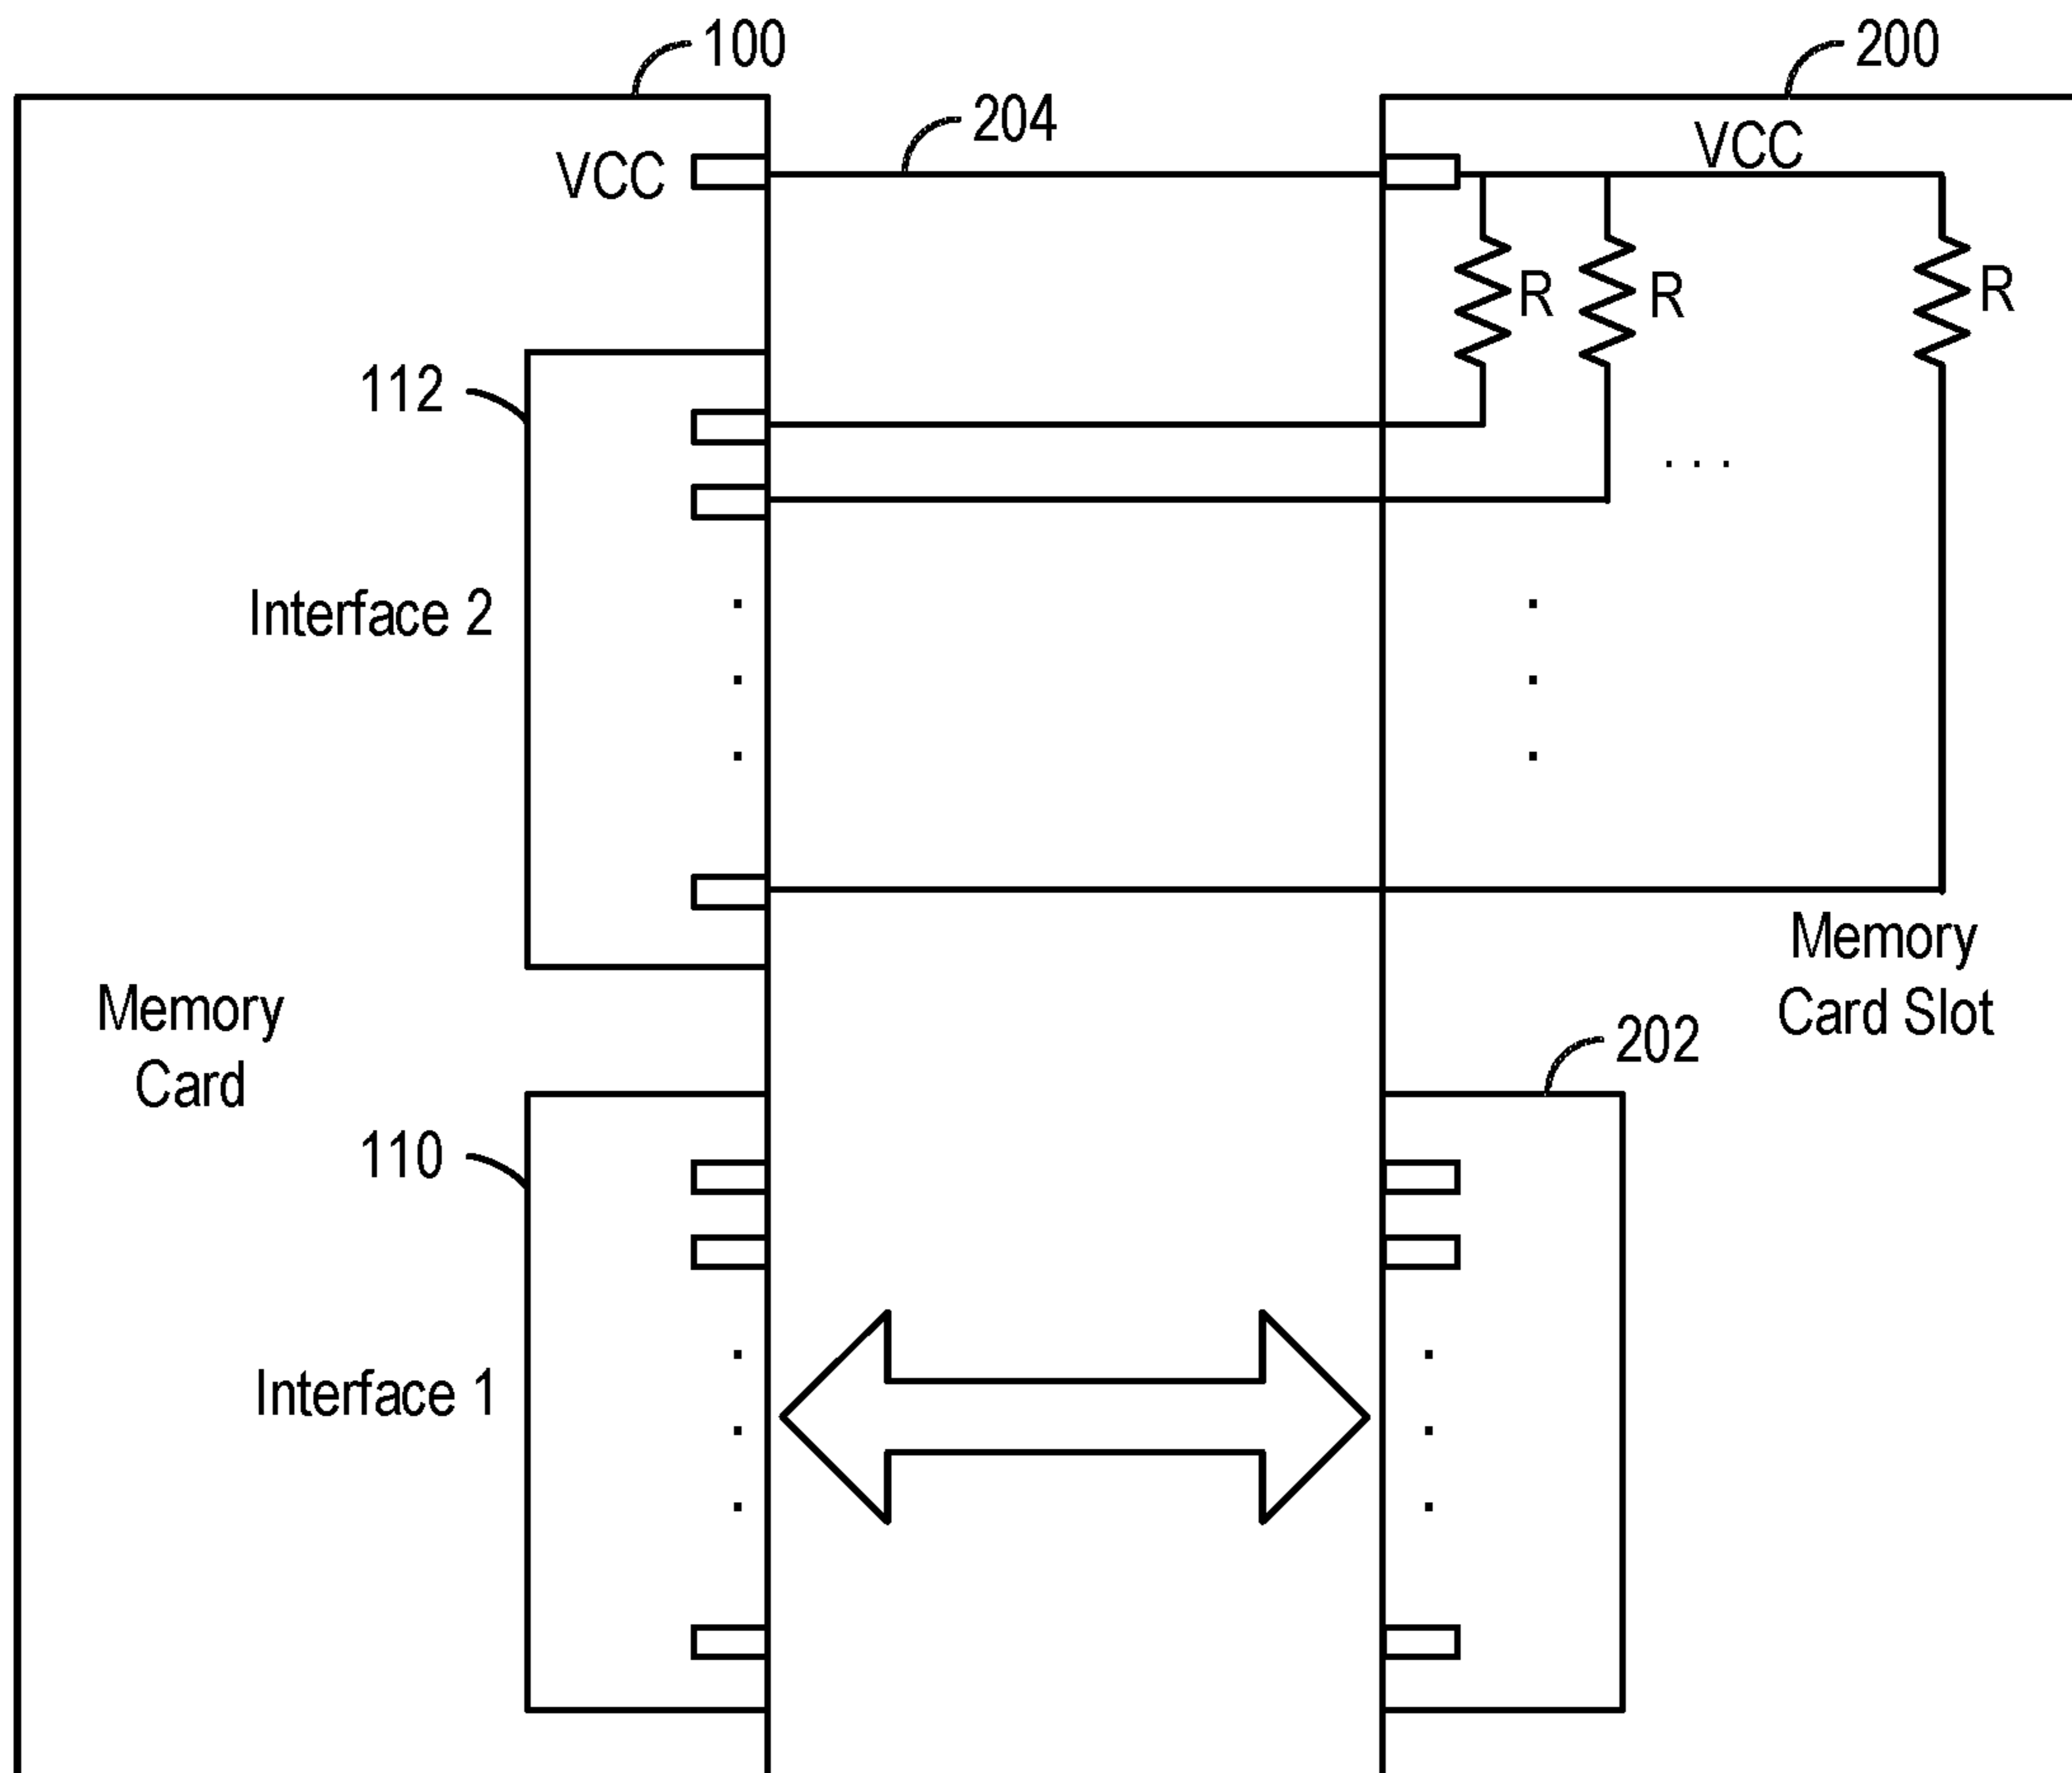 100
200
204
VCC
VCC
R
R
R
112
. . .
Interface 2
Memory
Card Slot
Memory
Card
202
110
Interface 1